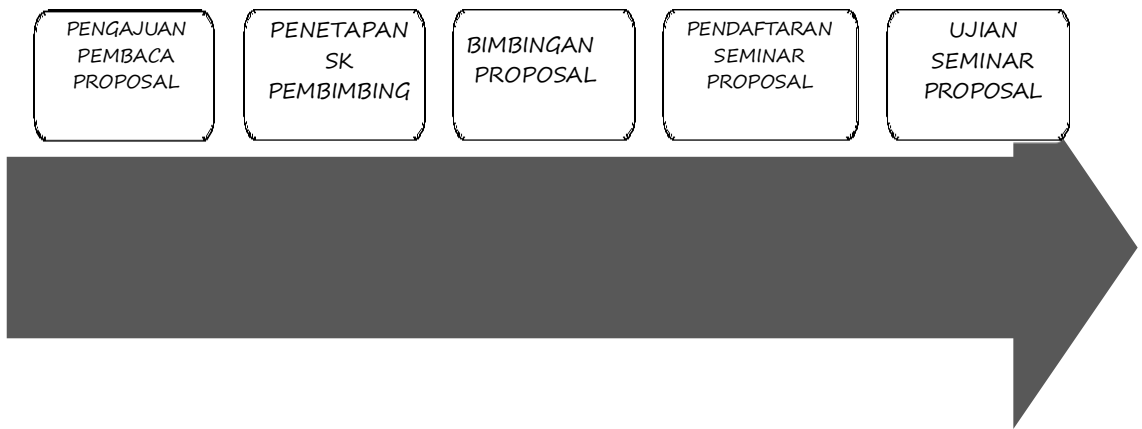 PENGAJUAN
PEMBACA
PROPOSAL
PENETAPAN
SK
PEMBIMBING
BIMBINGAN
PROPOSAL
PENDAFTARAN
SEMINAR
PROPOSAL
UJIAN
SEMINAR
PROPOSAL